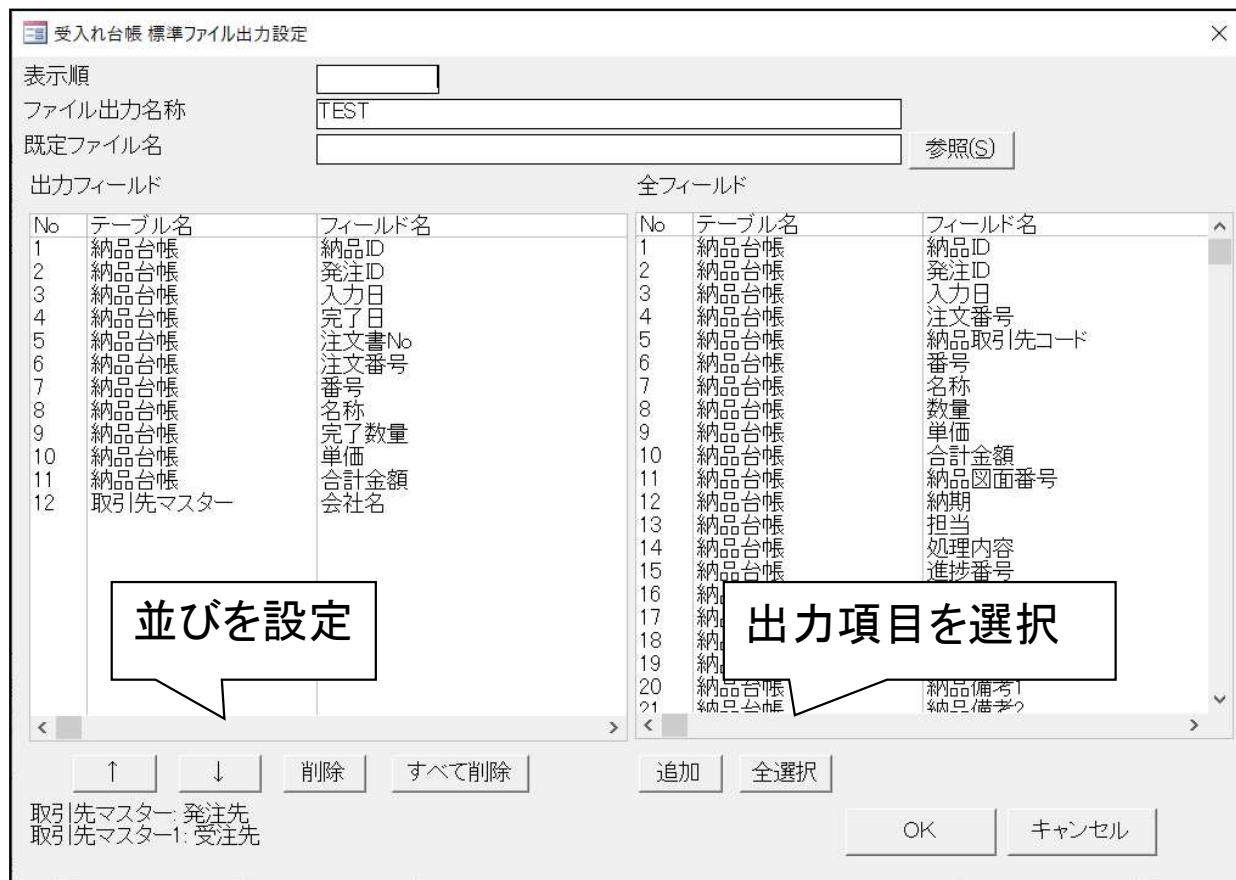 受入れ台帳 標準ファイル出力設定
表示順
ファイル出力名称 TEST
既定ファイル名 参照(S)
出力フィールド
No テーブル名 フィールド名
1 納品台帳 納品ID
2 納品台帳 発注ID
3 納品台帳 入力日
4 納品台帳 完了日
5 納品台帳 注文書No
6 納品台帳 注文番号
7 納品台帳 番号
8 納品台帳 名称
9 納品台帳 完了数量
10 納品台帳 単価
11 納品台帳 合計金額
12 取引先マスター 会社名
並びを設定
↑ ↓ 削除 すべて削除
取引先マスター: 発注先
取引先マスター1: 受注先
全フィールド
No テーブル名 フィールド名
1 納品台帳 納品ID
2 納品台帳 発注ID
3 納品台帳 入力日
4 納品台帳 注文番号
5 納品台帳 納品取引先コード
6 納品台帳 番号
7 納品台帳 名称
8 納品台帳 数量
9 納品台帳 単価
10 納品台帳 合計金額
11 納品台帳 納品図面番号
12 納品台帳 納期
13 納品台帳 担当
14 納品台帳 処理内容
15 納品台帳 進捗番号
16 納
17 納
18 納
19 納
20 納品台帳 納品備考1
21 納品台帳 納品備考2
出力項目を選択
追加 全選択
OK キャンセル